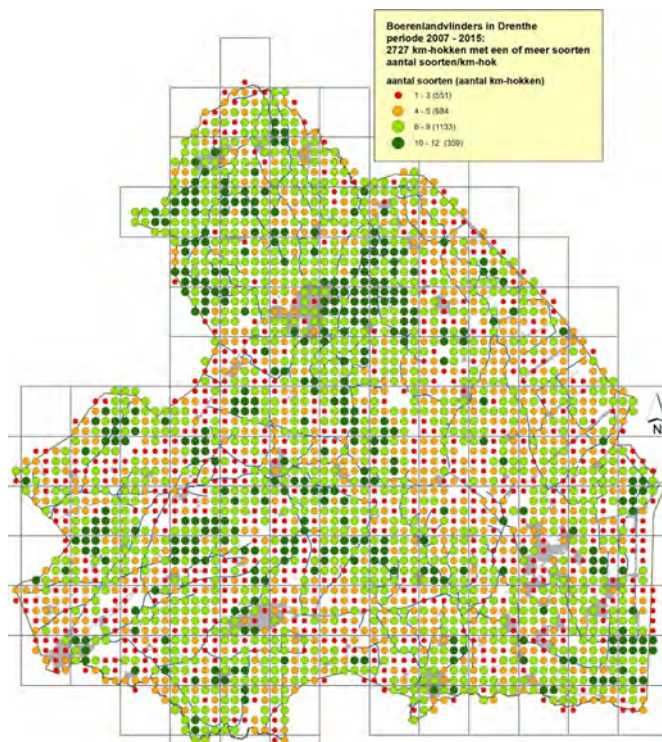 Boerenlandvlinders in Drenthe
periode 2007 - 2015:
2727 km-hokken met een of meer soorten
aantal soorten/km-hok
aantal soorten (aantal km-hokken)
1 - 3 (551)
4 - 5 (684
6 - 9 (1133)
10 - 12 (359)
N